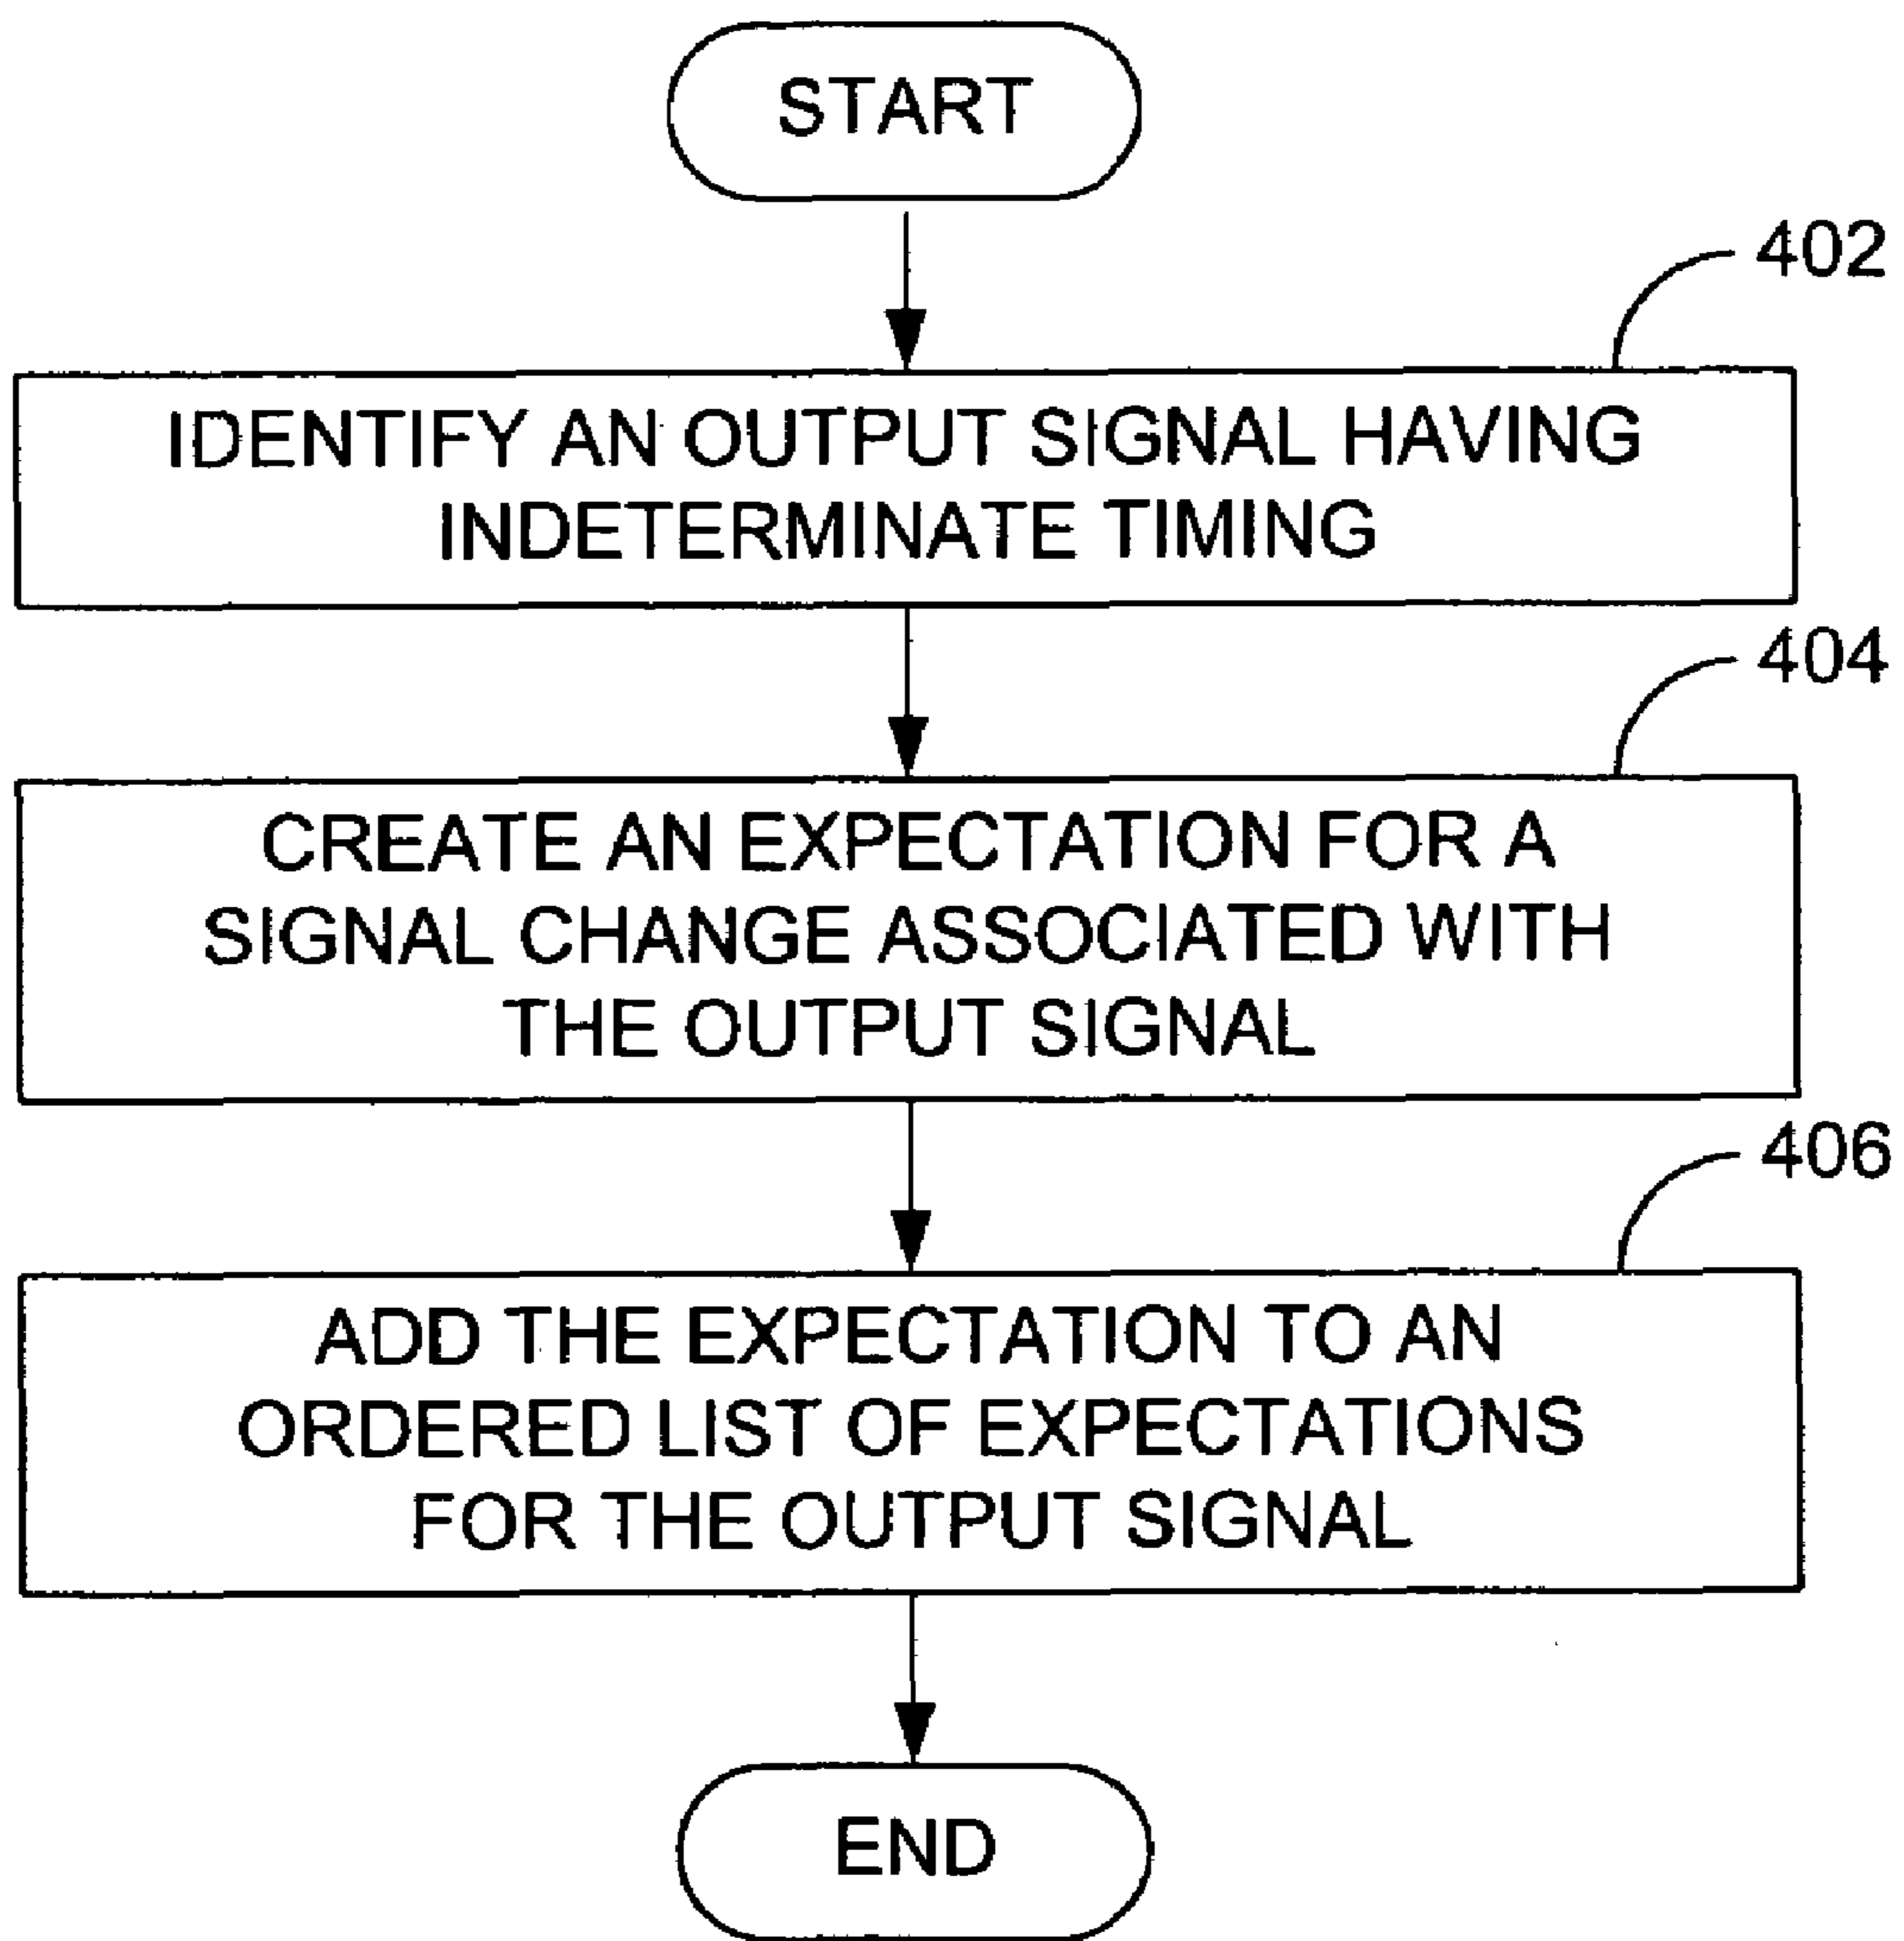 START
402
IDENTIFY AN OUTPUT SIGNAL HAVING
INDETERMINATE TIMING
404
CREATE AN EXPECTATION FOR A
SIGNAL CHANGE ASSOCIATED WITH
THE OUTPUT SIGNAL
406
ADD THE EXPECTATION TO AN
ORDERED LIST OF EXPECTATIONS
FOR THE OUTPUT SIGNAL
END